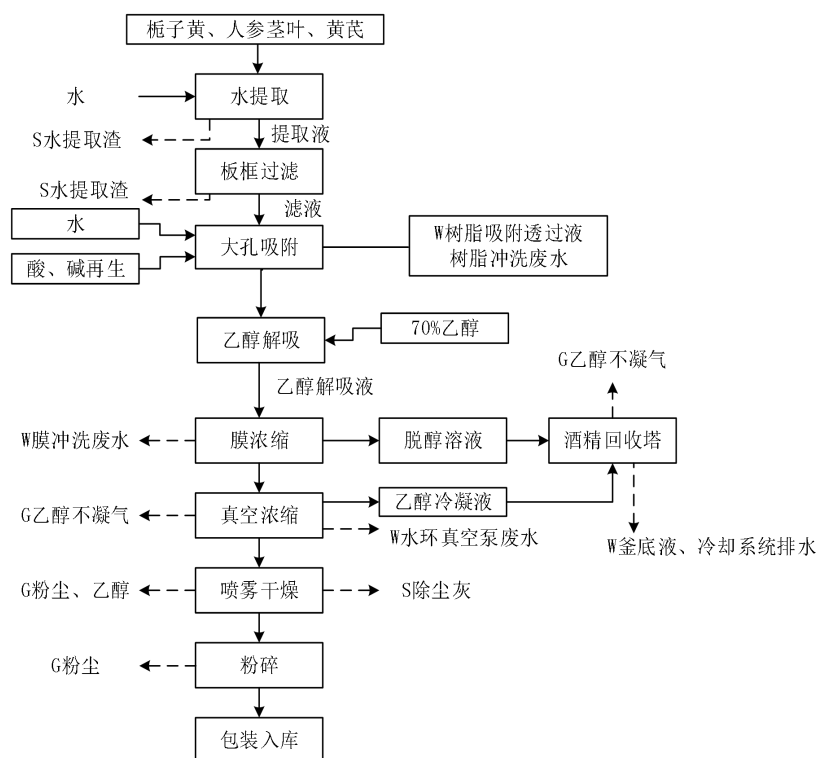 栀子黄、人参茎叶、黄芪
水
水提取
S水提取渣
提取液
板框过滤
S水提取渣
滤液
水
大孔吸附
W树脂吸附透过液
树脂冲洗废水
酸、碱再生
70%乙醇
乙醇解吸
G乙醇不凝气
乙醇解吸液
W膜冲洗废水
膜浓缩
脱醇溶液
酒精回收塔
乙醇冷凝液
G乙醇不凝气
真空浓缩
W水环真空泵废水
W釜底液、冷却系统排水
G粉尘、乙醇
喷雾干燥
S除尘灰
G粉尘
粉碎
包装入库